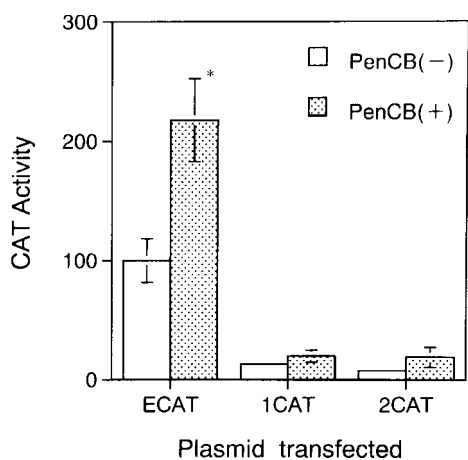 300
200
100
0
CAT Activity
PenCB(−)
PenCB(+)
*
ECAT 1CAT 2CAT
Plasmid transfected